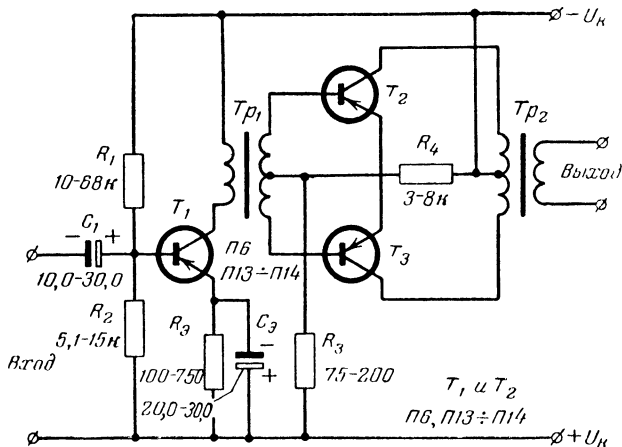 − Uк
Тр1
Т2
Тр2
R1
10-68к
R4
3-8к
Выход
C1
− +
10,0-30,0
Т1
П6
П13÷П14
Т3
R2
5,1-15к
Rэ
100-750
Cэ
−
+
20,0-30,0
R3
75-200
Вход
Т1 и Т2
П6, П13÷П14
+ Uк